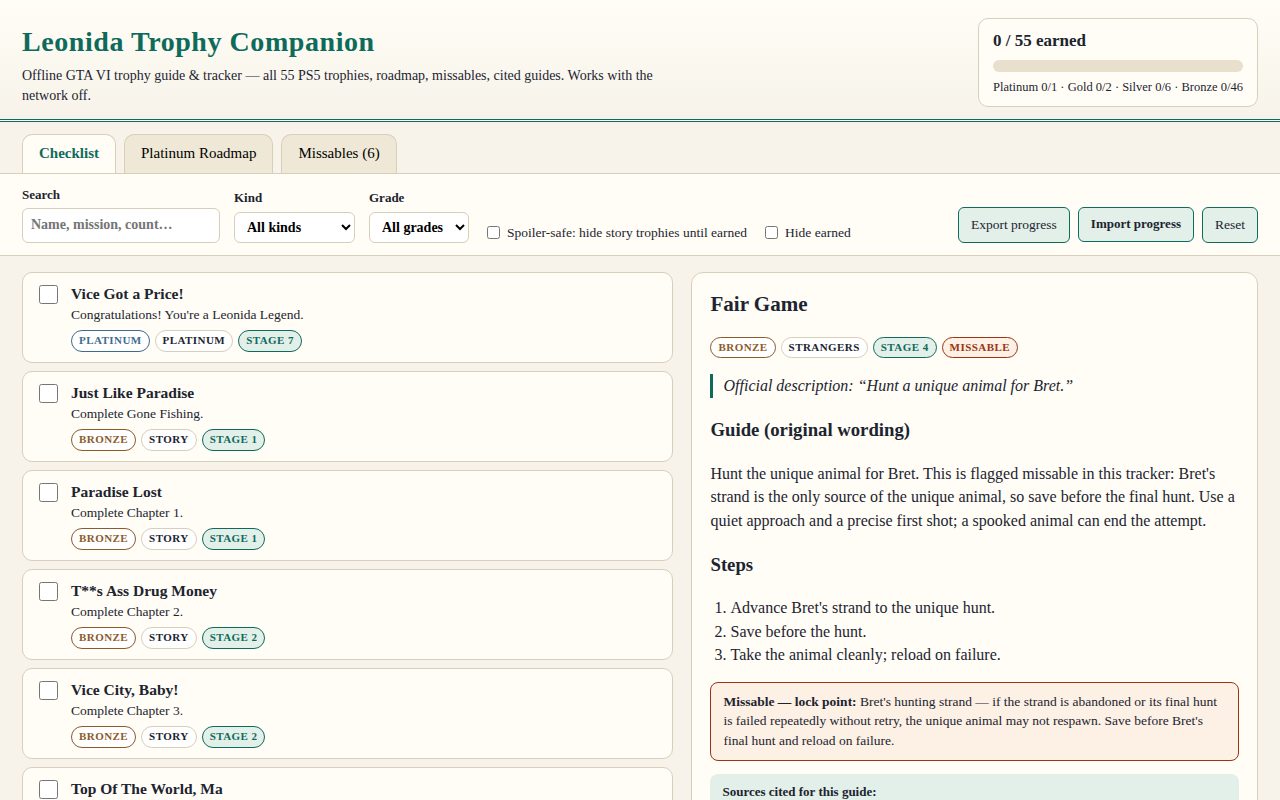 Leonida Trophy Companion
Offline GTA VI trophy guide & tracker — all 55 PS5 trophies, roadmap, missables, cited guides. Works with the
network off.
0 / 55 earned
Platinum 0/1 · Gold 0/2 · Silver 0/6 · Bronze 0/46
Checklist
Platinum Roadmap
Missables (6)
Search
Name, mission, count…
Kind
All kinds
Grade
All grades
Spoiler-safe: hide story trophies until earned
Hide earned
Export progress
Import progress
Reset
Vice Got a Price!
Congratulations! You're a Leonida Legend.
PLATINUM PLATINUM STAGE 7
Just Like Paradise
Complete Gone Fishing.
BRONZE STORY STAGE 1
Paradise Lost
Complete Chapter 1.
BRONZE STORY STAGE 1
T**s Ass Drug Money
Complete Chapter 2.
BRONZE STORY STAGE 2
Vice City, Baby!
Complete Chapter 3.
BRONZE STORY STAGE 2
Top Of The World, Ma
Fair Game
BRONZE STRANGERS STAGE 4 MISSABLE
Official description: “Hunt a unique animal for Bret.”
Guide (original wording)
Hunt the unique animal for Bret. This is flagged missable in this tracker: Bret's
strand is the only source of the unique animal, so save before the final hunt. Use a
quiet approach and a precise first shot; a spooked animal can end the attempt.
Steps
1. Advance Bret's strand to the unique hunt.
2. Save before the hunt.
3. Take the animal cleanly; reload on failure.
Missable — lock point: Bret's hunting strand — if the strand is abandoned or its final hunt
is failed repeatedly without retry, the unique animal may not respawn. Save before Bret's
final hunt and reload on failure.
Sources cited for this guide: